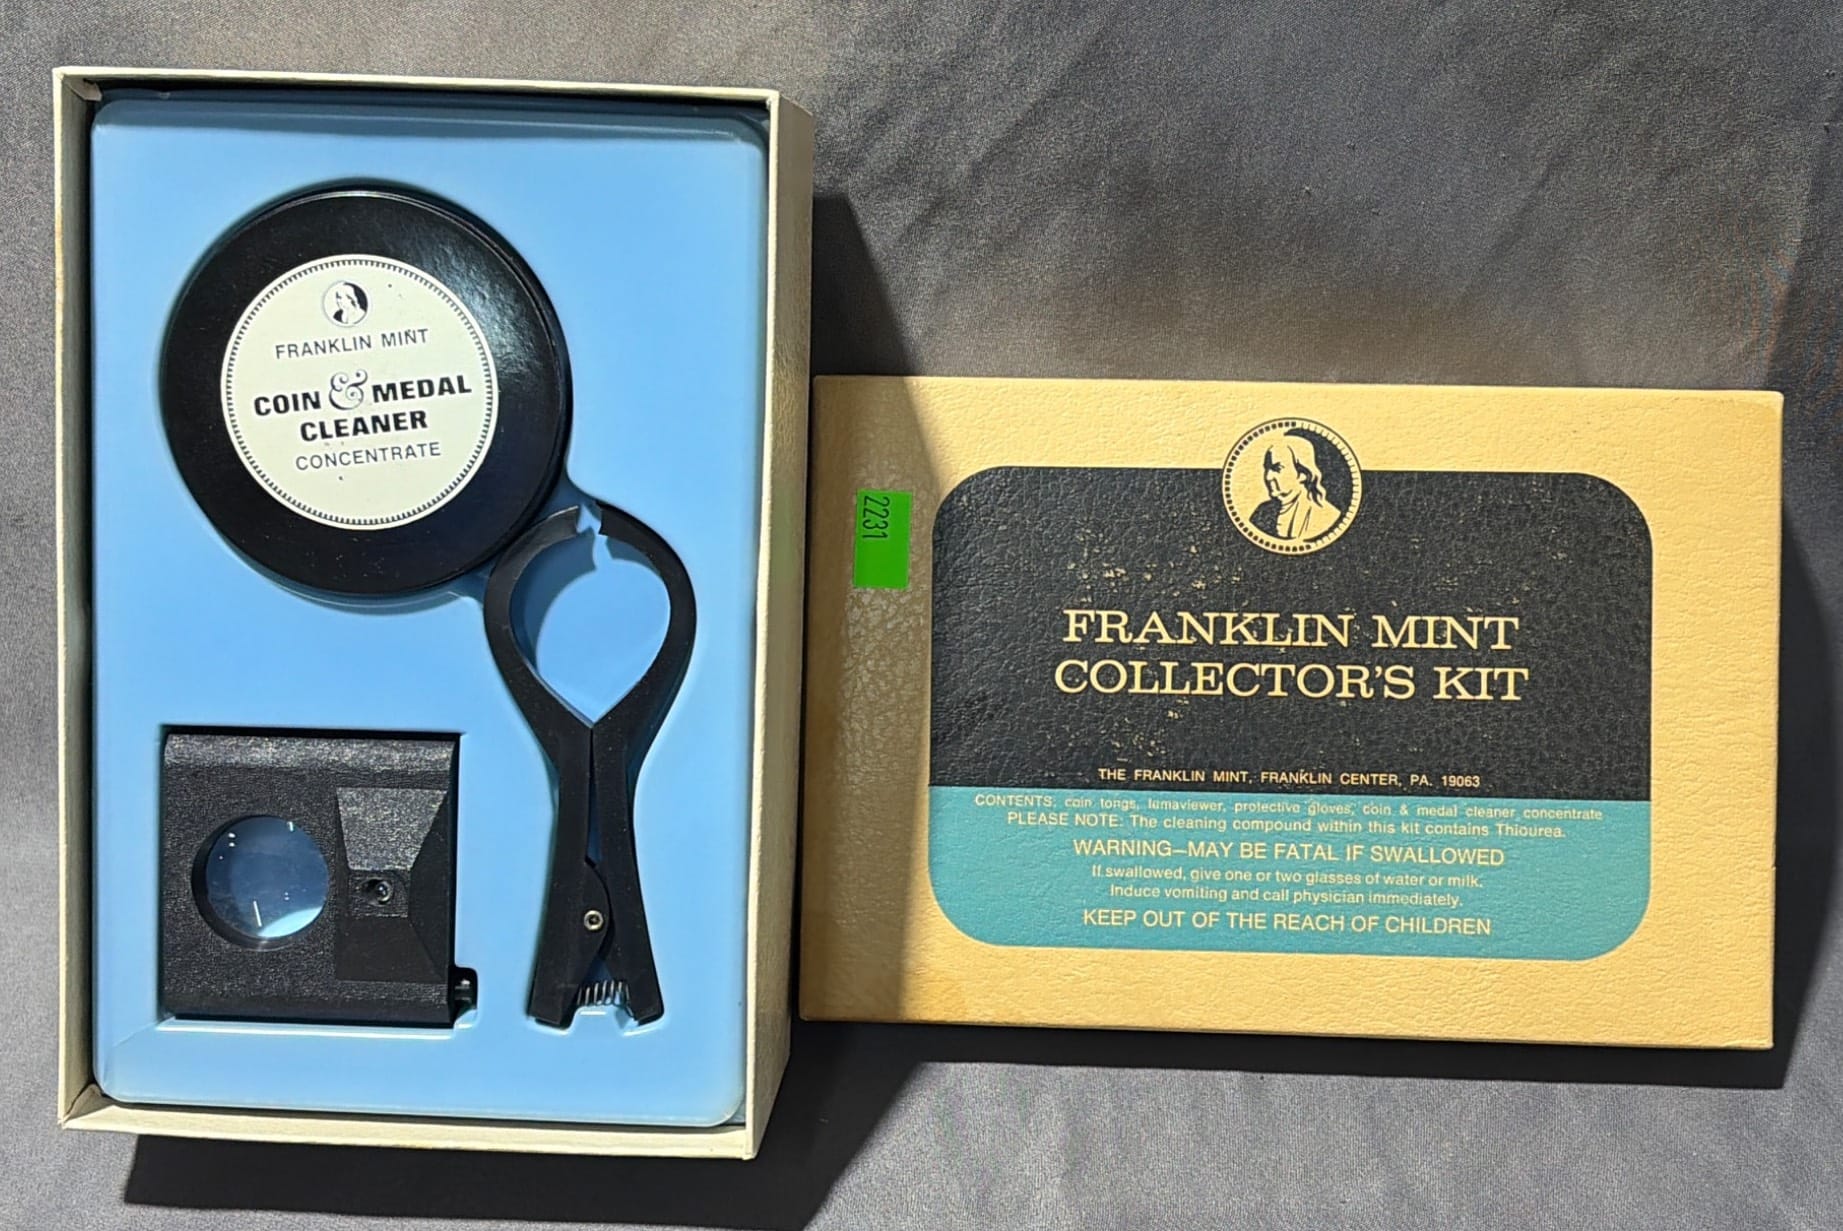 FRANKLIN MINT
COIN & MEDAL
CLEANER
CONCENTRATE
2231
FRANKLIN MINT
COLLECTOR'S KIT
THE FRANKLIN MINT, FRANKLIN CENTER, PA. 19063
CONTENTS: coin tongs, lumaviewer, protective gloves, coin & medal cleaner concentrate
PLEASE NOTE: The cleaning compound within this kit contains Thiourea.
WARNING—MAY BE FATAL IF SWALLOWED
If swallowed, give one or two glasses of water or milk.
Induce vomiting and call physician immediately.
KEEP OUT OF THE REACH OF CHILDREN